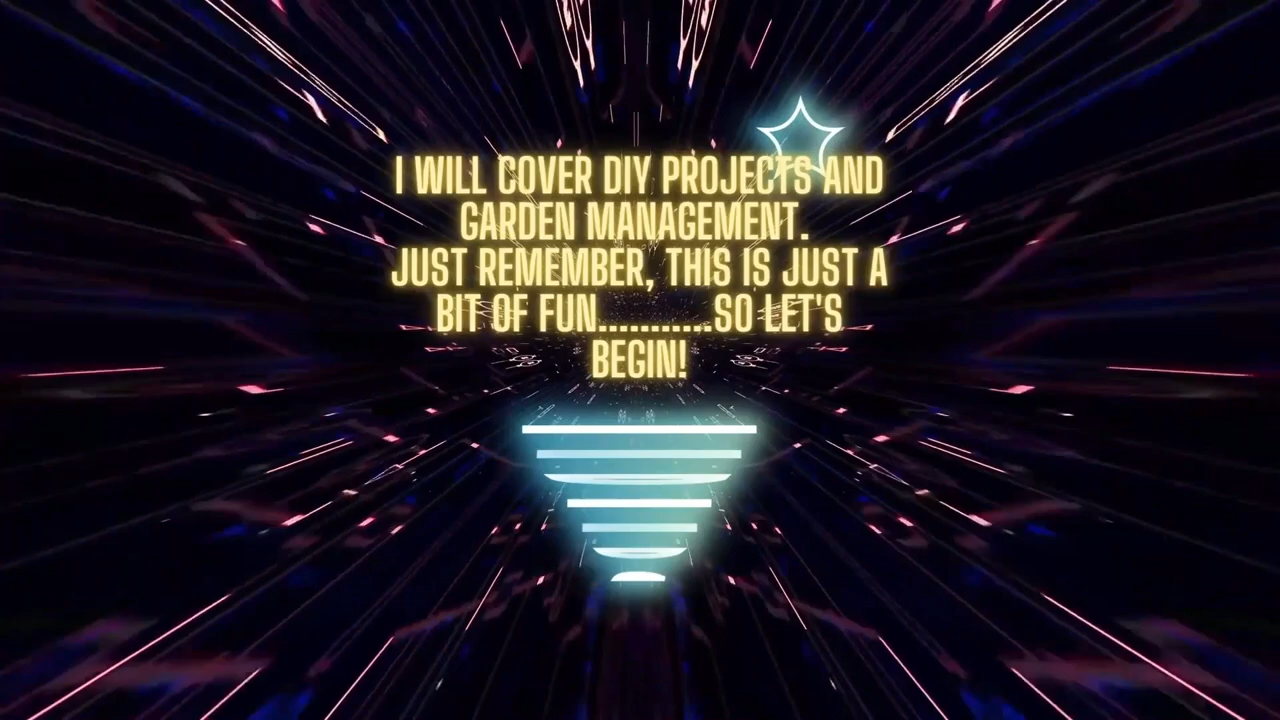 I WILL COVER DIY PROJECTS AND
GARDEN MANAGEMENT.
JUST REMEMBER, THIS IS JUST A
BIT OF FUN...........SO LET'S
BEGIN!